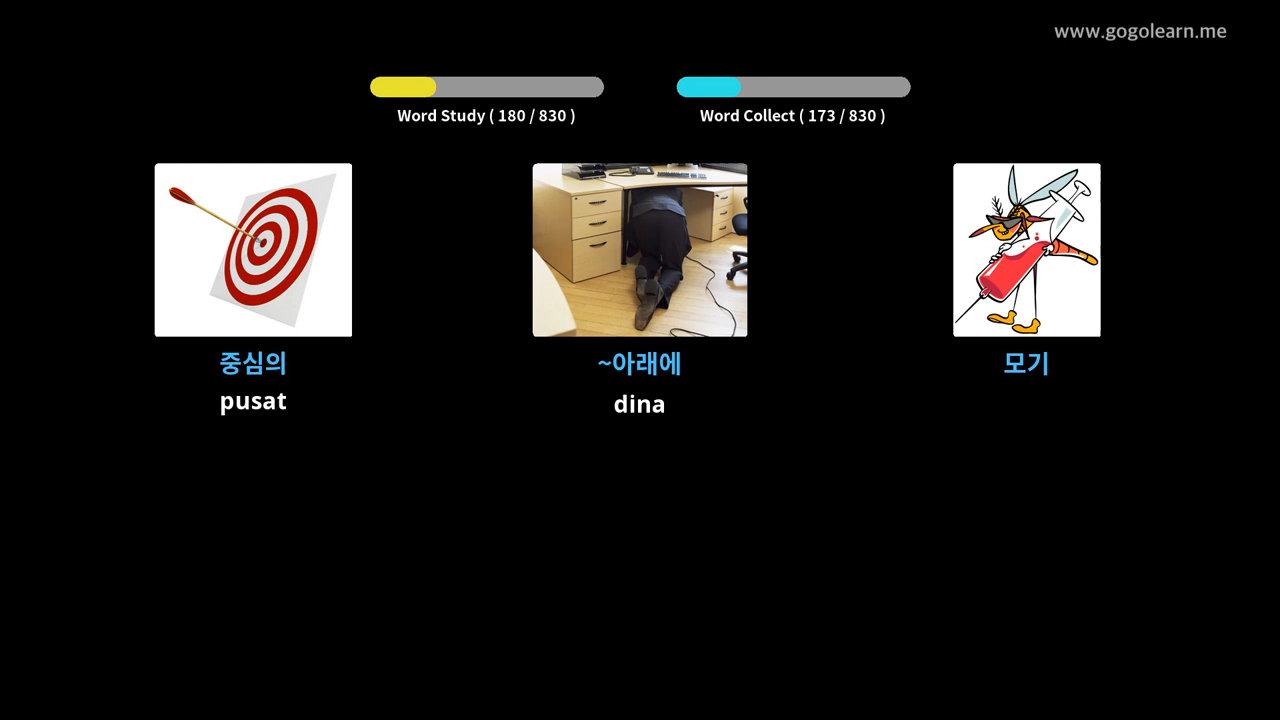 www.gogolearn.me
Word Study ( 180 / 830 )
Word Collect ( 173 / 830 )
중심의
pusat
~아래에
dina
모기